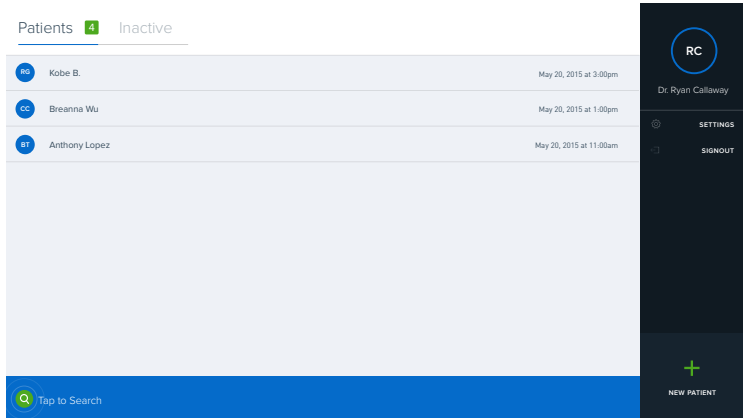 Patients 4 Inactive
RG Kobe B. May 20, 2015 at 3:00pm
CC Breanna Wu May 20, 2015 at 1:00pm
BT Anthony Lopez May 20, 2015 at 11:00am
Tap to Search
RC
Dr. Ryan Callaway
SETTINGS
SIGNOUT
NEW PATIENT